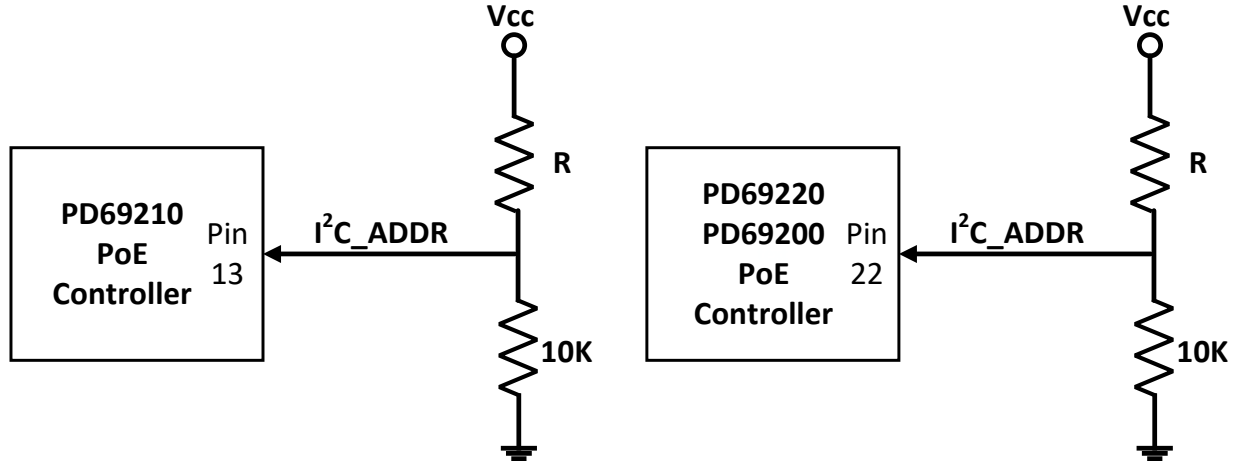 Vcc
R
PD69210
PoE
Controller
Pin
13
I²C_ADDR
10K
Vcc
R
PD69220
PD69200
PoE
Controller
Pin
22
I²C_ADDR
10K